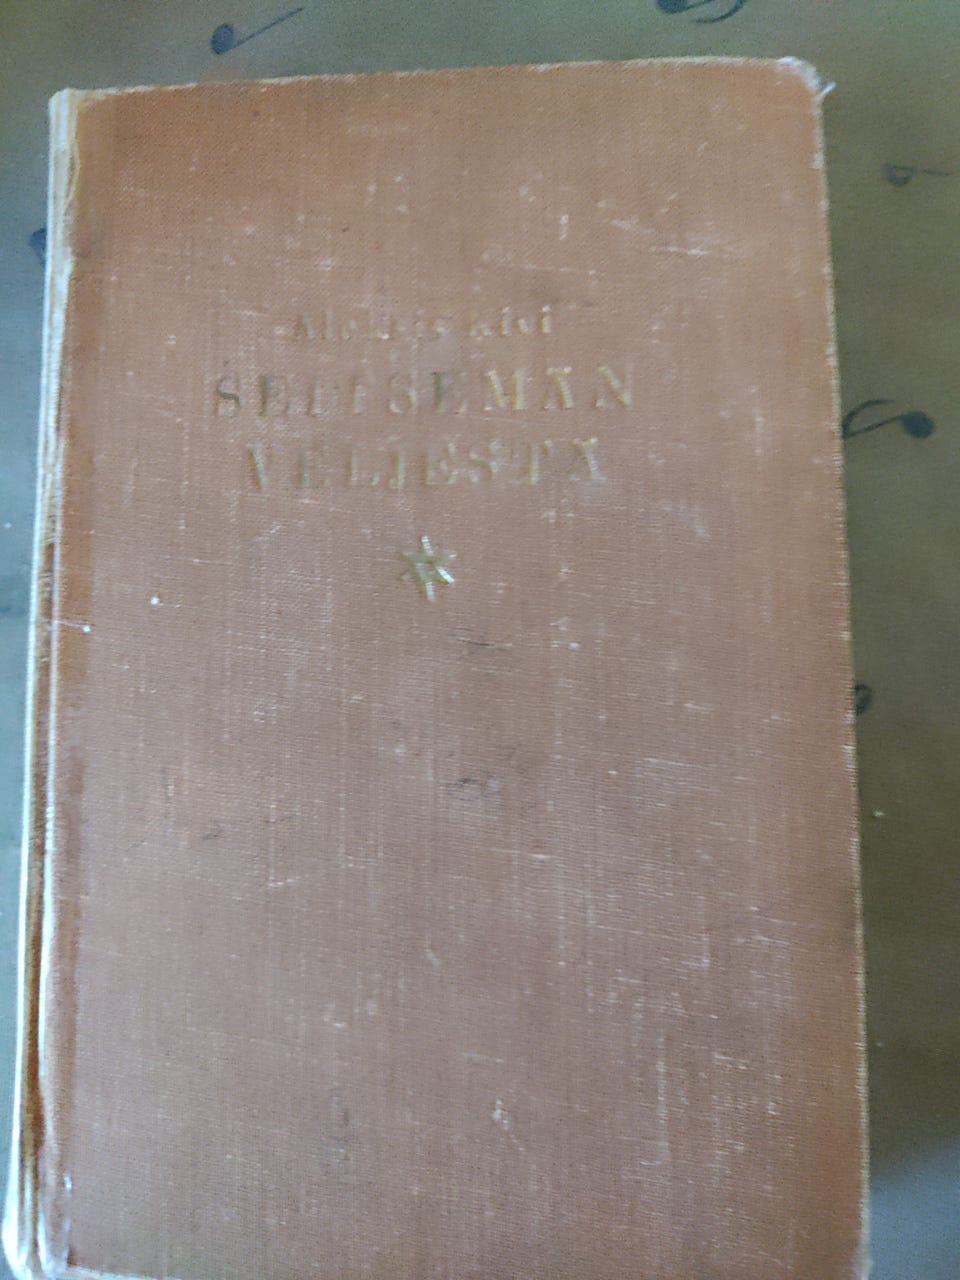 Aleksis Kivi
SEITSEMÄN
VELJESTÄ